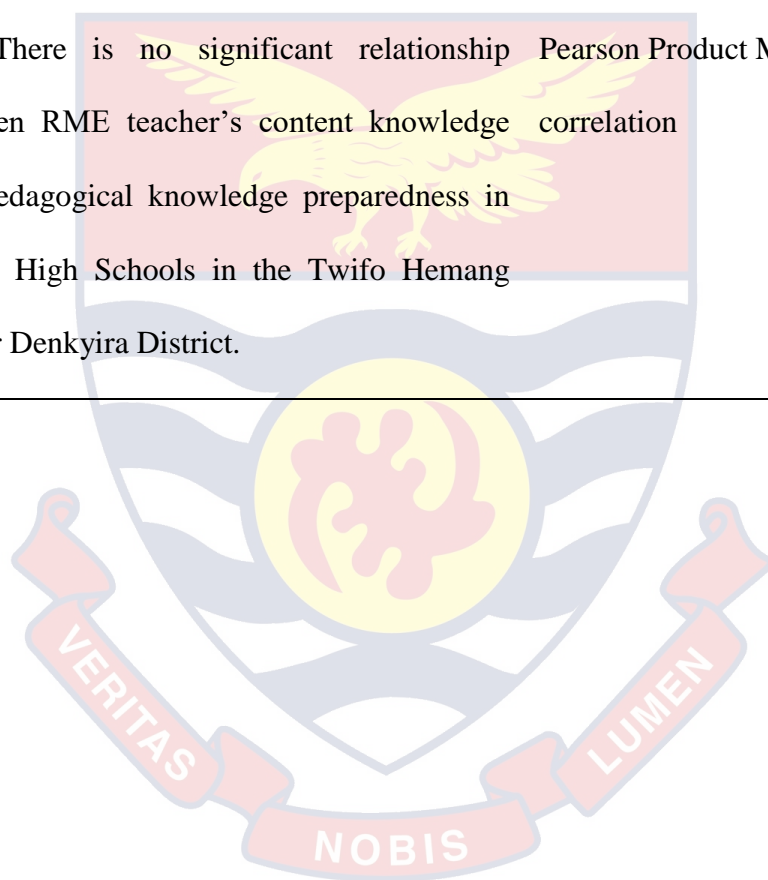 There is no significant relationship Pearson Product
en RME teacher's content knowledge correlation
edagogical knowledge preparedness in
High Schools in the Twifo Hemang
r Denkyira District.
VERITAS
NOBIS
LUMEN